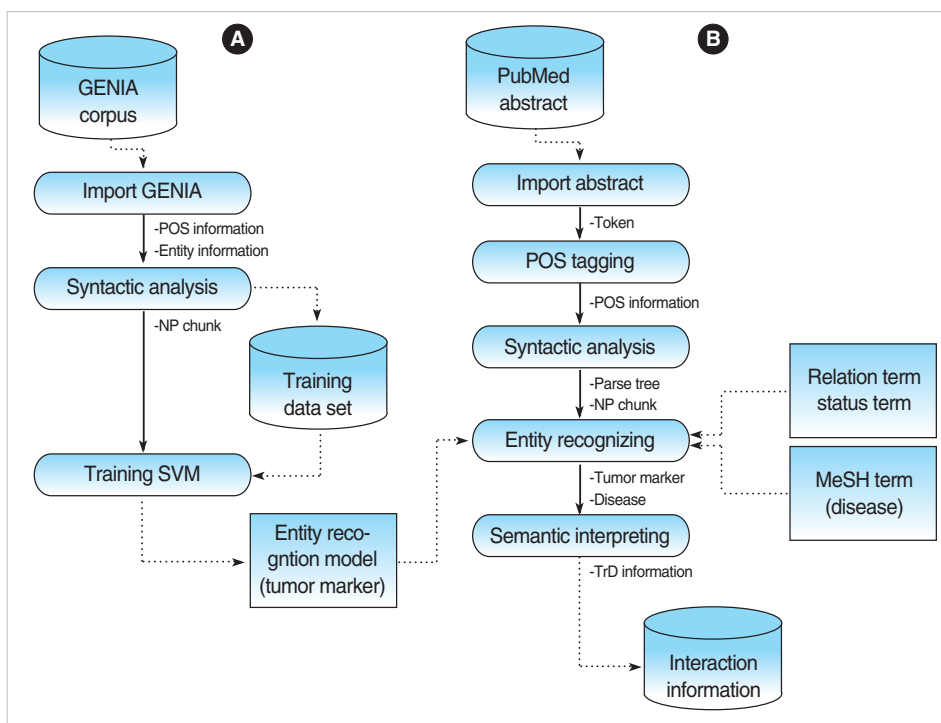 A
GENIA
corpus
Import GENIA
-POS information
-Entity information
Syntactic analysis
-NP chunk
Training
data set
Training SVM
Entity reco-
gntion model
(tumor marker)
B
PubMed
abstract
Import abstract
-Token
POS tagging
-POS information
Syntactic analysis
-Parse tree
-NP chunk
Entity recognizing
-Tumor marker
-Disease
Semantic interpreting
-TrD information
Relation term
status term
MeSH term
(disease)
Interaction
information